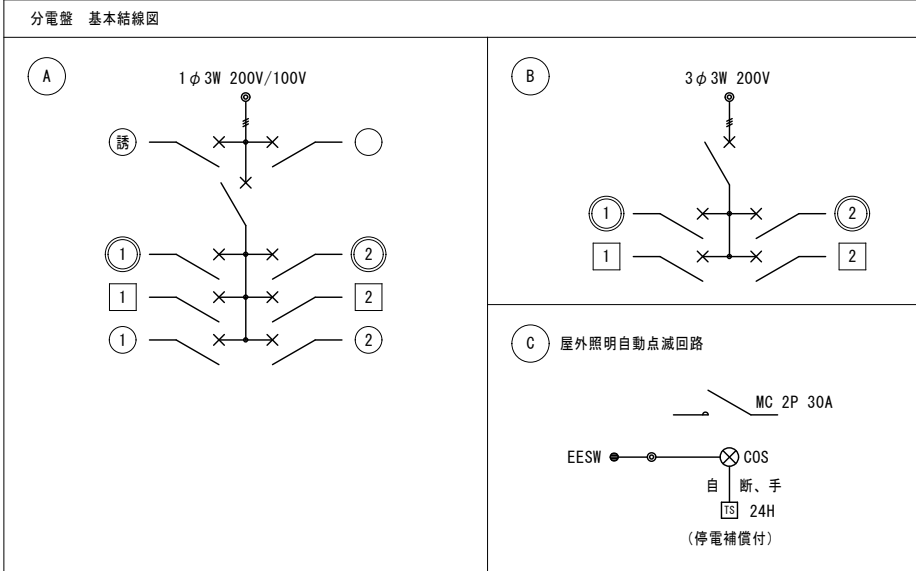 分電盤 基本結線図
A
1φ3W 200V/100V
誘
1 2
1 2
1 2
B
3φ3W 200V
1 2
1 2
C 屋外照明自動点滅回路
MC 2P 30A
EESW COS
自 断、手
TS 24H
(停電補償付)